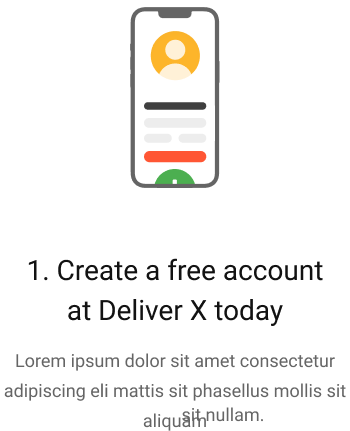 1. Create a free account
at Deliver X today
Lorem ipsum dolor sit amet consectetur
adipiscing eli mattis sit phasellus mollis sit
aliquam
sit nullam.